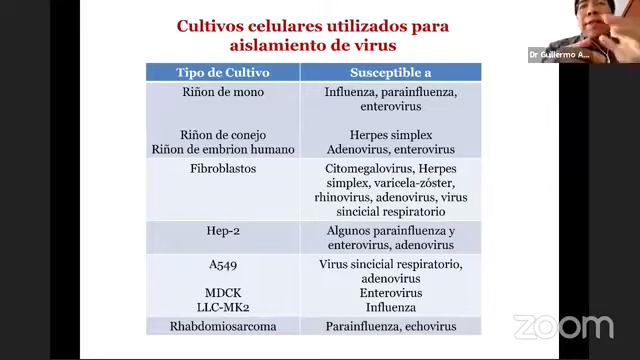 Cultivos celulares utilizados para
aislamiento de virus
Tipo de Cultivo Susceptible a
Riñon de mono Influenza, parainfluenza,
enterovirus
Riñon de conejo Herpes simplex
Riñon de embrion humano Adenovirus, enterovirus
Fibroblastos Citomegalovirus, Herpes
simplex, varicela-zóster,
rhinovirus, adenovirus, virus
sincicial respiratorio
Hep-2 Algunos parainfluenza y
enterovirus, adenovirus
A549 Virus sincicial respiratorio,
adenovirus
MDCK Enterovirus
LLC-MK2 Influenza
Rhabdomiosarcoma Parainfluenza, echovirus
Dr Guillermo A...
zoom